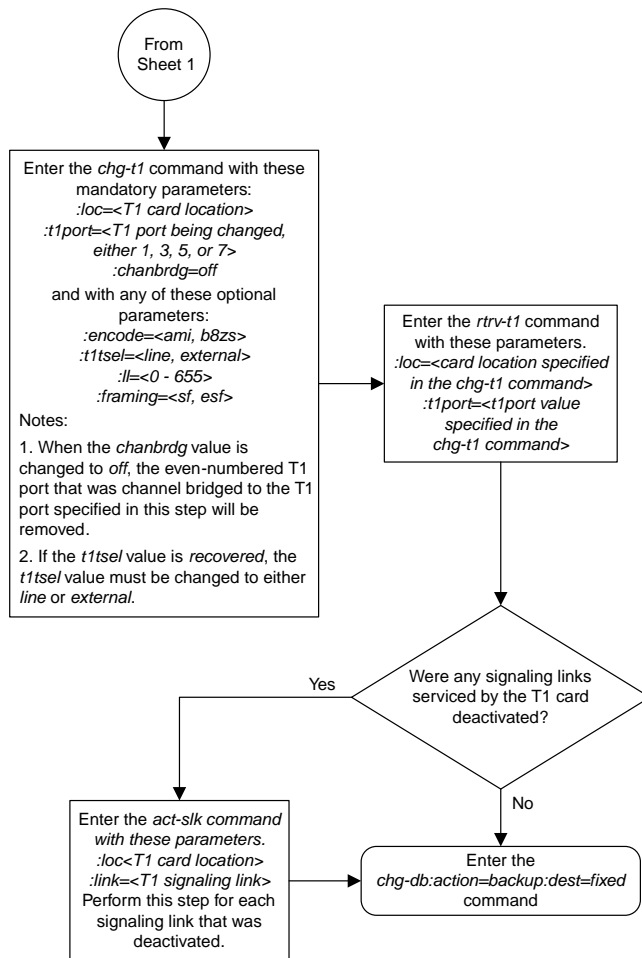 From
Sheet 1
Enter the chg-t1 command with these
mandatory parameters:
:loc=<T1 card location>
:t1port=<T1 port being changed,
either 1, 3, 5, or 7>
:chanbrdg=off
and with any of these optional
parameters:
:encode=<ami, b8zs>
:t1tsel=<line, external>
:ll=<0 - 655>
:framing=<sf, esf>
Notes:
1. When the chanbrdg value is
changed to off, the even-numbered T1
port that was channel bridged to the T1
port specified in this step will be
removed.
2. If the t1tsel value is recovered, the
t1tsel value must be changed to either
line or external.
Enter the rtrv-t1 command
with these parameters.
:loc=<card location specified
in the chg-t1 command>
:t1port=<t1port value
specified in the
chg-t1 command>
Were any signaling links
serviced by the T1 card
deactivated?
Yes
No
Enter the act-slk command
with these parameters.
:loc<T1 card location>
:link=<T1 signaling link>
Perform this step for each
signaling link that was
deactivated.
Enter the
chg-db:action=backup:dest=fixed
command